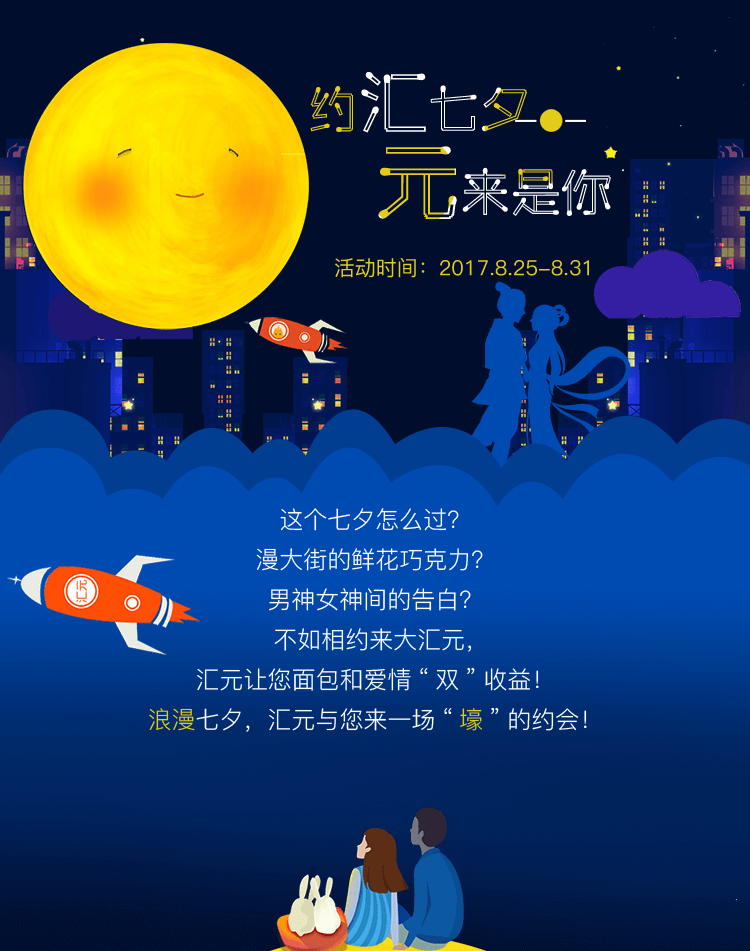 约汇七夕
元来是你
活动时间：2017.8.25-8.31
这个七夕怎么过？
漫大街的鲜花巧克力？
男神女神间的告白？
不如相约来大汇元，
汇元让您面包和爱情“双”收益！
浪漫七夕，汇元与您来一场“壕”的约会！